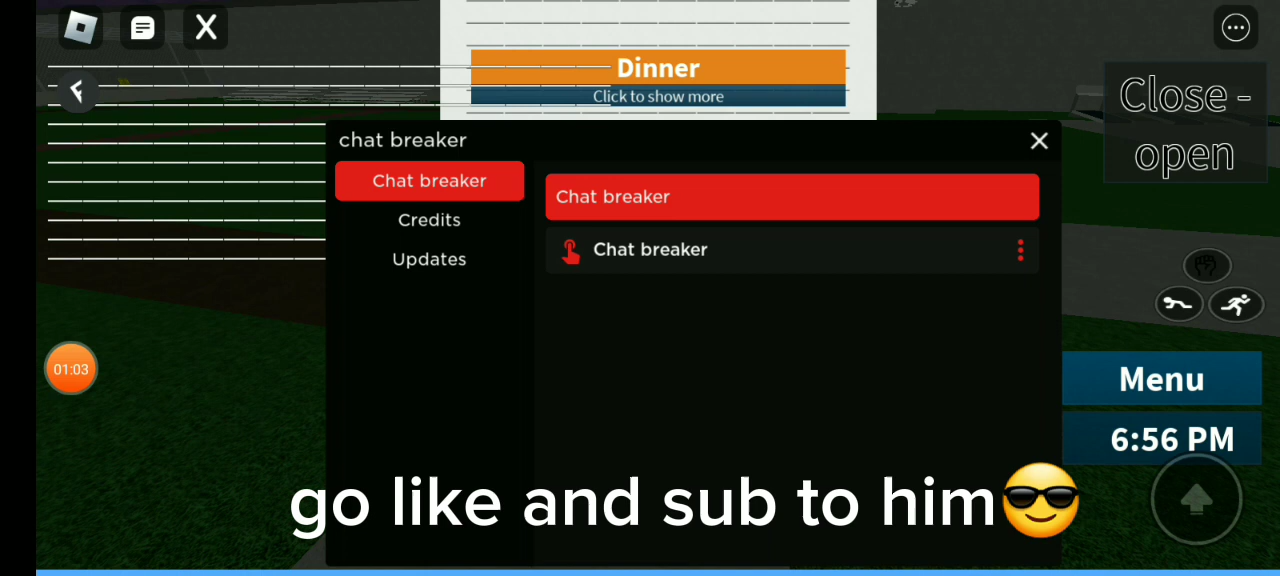 Dinner
Click to show more
Close -
open
chat breaker
Chat breaker
Credits
Updates
Chat breaker
Chat breaker
01:03
Menu
6:56 PM
go like and sub to him😎